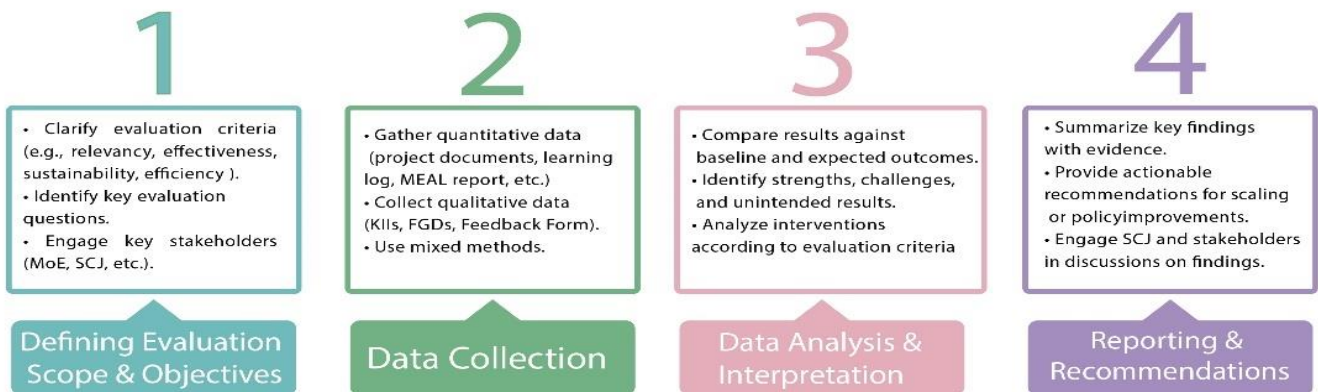 1
• Clarify evaluation criteria
(e.g., relevancy, effectiveness,
sustainability, efficiency ).
• Identify key evaluation
questions.
• Engage key stakeholders
(MoE, SCJ, etc.).
Defining Evaluation
Scope & Objectives
2
• Gather quantitative data
(project documents, learning
log, MEAL report, etc.)
• Collect qualitative data
(KIIs, FGDs, Feedback Form).
• Use mixed methods.
Data Collection
3
• Compare results against
baseline and expected outcomes.
• Identify strengths, challenges,
and unintended results.
• Analyze interventions
according to evaluation criteria
Data Analysis &
Interpretation
4
• Summarize key findings
with evidence.
• Provide actionable
recommendations for scaling
or policyimprovements.
• Engage SCJ and stakeholders
in discussions on findings.
Reporting &
Recommendations